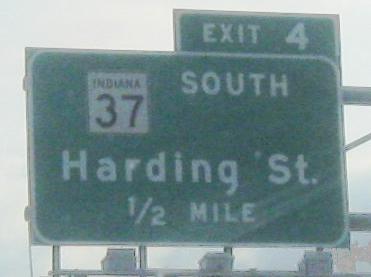 EXIT 4
INDIANA
37
SOUTH
Harding St.
1/2 MILE